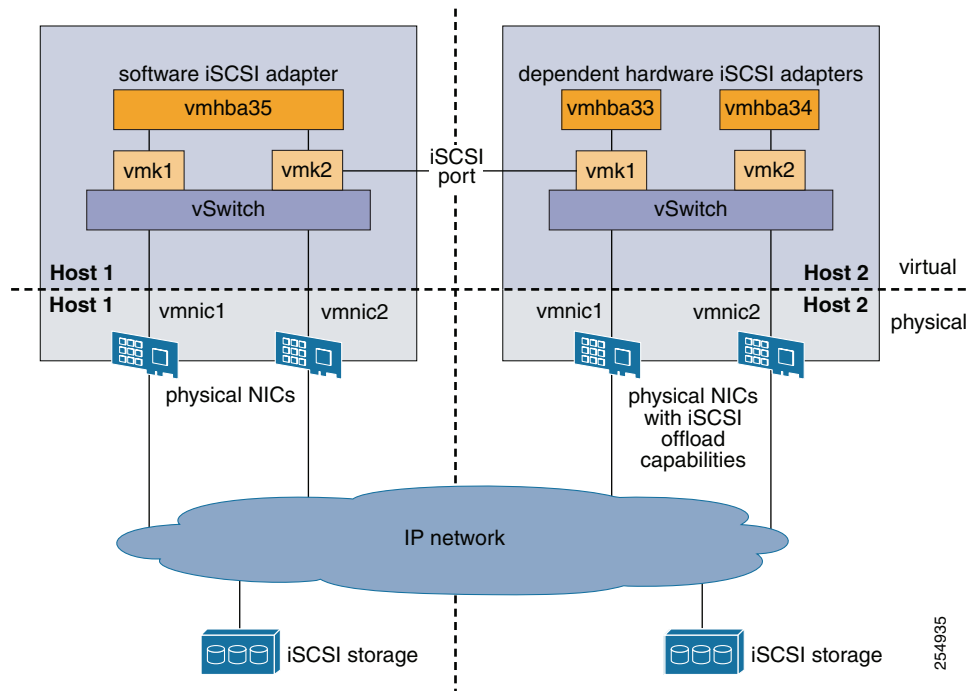 software iSCSI adapter
vmhba35
vmk1
vmk2
vSwitch
Host 1
Host 1
vmnic1
vmnic2
physical NICs
iSCSI
port
dependent hardware iSCSI adapters
vmhba33
vmhba34
vmk1
vmk2
vSwitch
Host 2
Host 2
virtual
physical
vmnic1
vmnic2
physical NICs
with iSCSI
offload
capabilities
IP network
iSCSI storage
iSCSI storage
254935